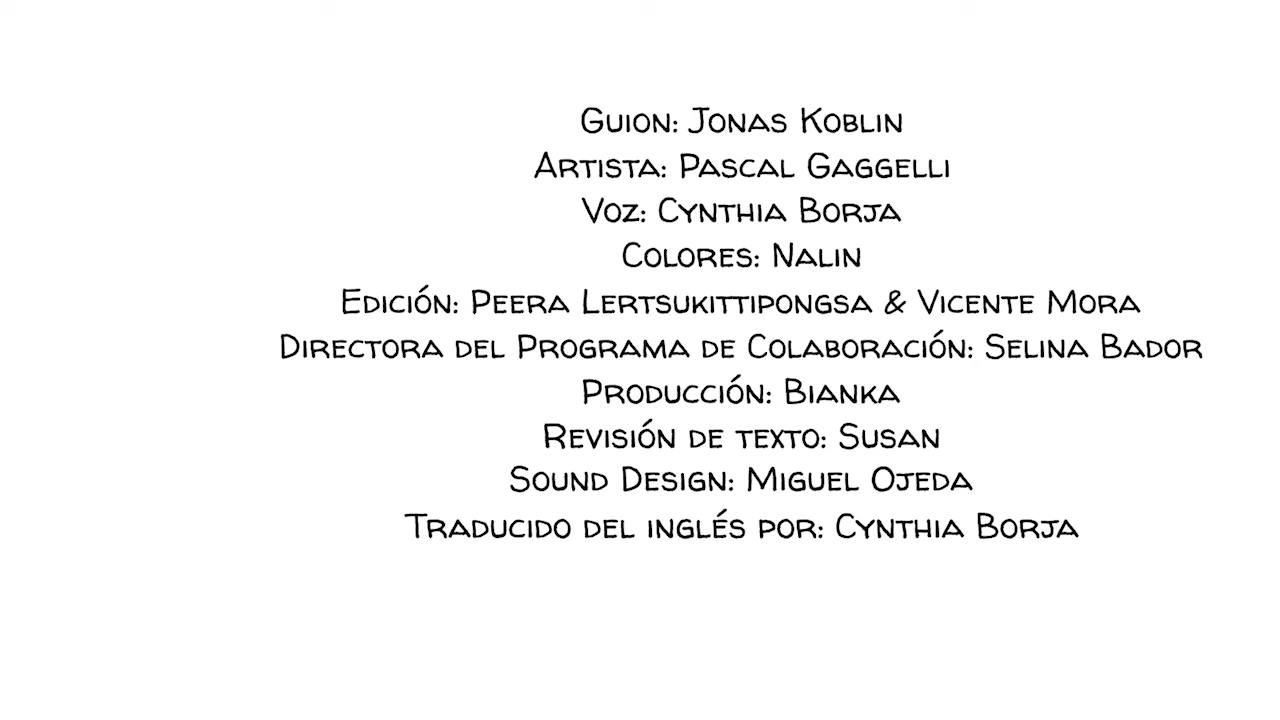 Guion: Jonas Koblin
Artista: Pascal Gaggelli
Voz: Cynthia Borja
Colores: Nalin
Edición: Peera Lertsukittipongsa & Vicente Mora
Directora del Programa de Colaboración: Selina Bador
Producción: Bianka
Revisión de texto: Susan
Sound Design: Miguel Ojeda
Traducido del inglés por: Cynthia Borja